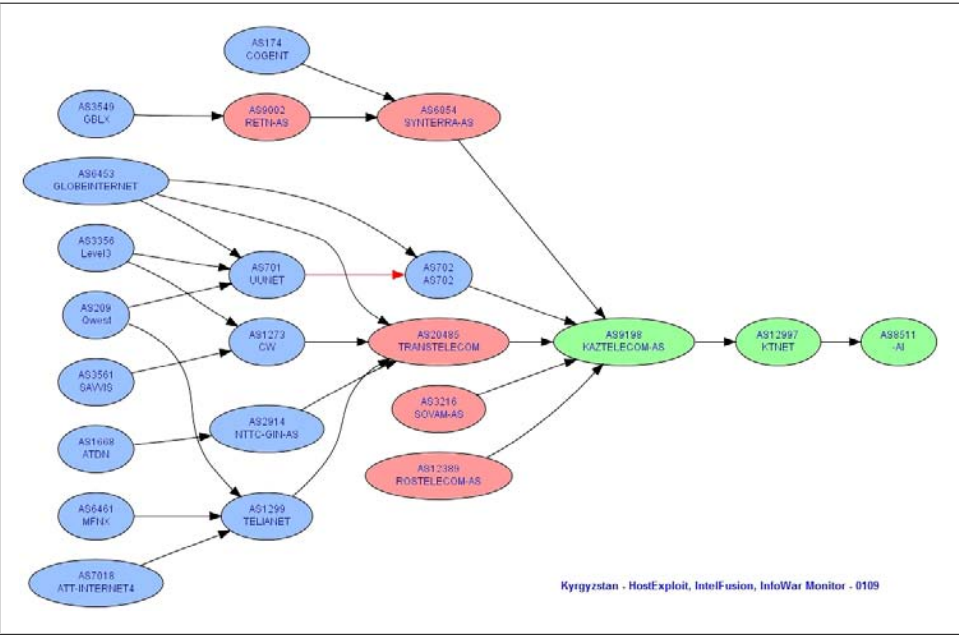 AS174
COGENT
AS3549
GBLX
AS9002
RETN-AS
AS6854
SYNTERRA-AS
AS6453
GLOBEINTERNET
AS3356
Level3
AS701
UUNET
AS702
AS702
AS209
Qwest
AS1273
CW
AS20485
TRANSTELECOM
AS9198
KAZTELECOM-AS
AS12997
KTNET
AS8511
-AI
AS3561
SAVVIS
AS3216
SOVAM-AS
AS2914
NTTC-GIN-AS
AS1668
ATDN
AS12389
ROSTELECOM-AS
AS6461
MFNX
AS1299
TELIANET
AS7018
ATT-INTERNET4
Kyrgyzstan - HostExploit, IntelFusion, InfoWar Monitor - 0109